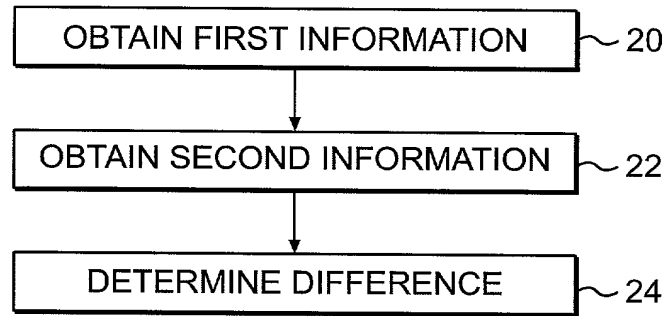 OBTAIN FIRST INFORMATION 20
OBTAIN SECOND INFORMATION 22
DETERMINE DIFFERENCE 24